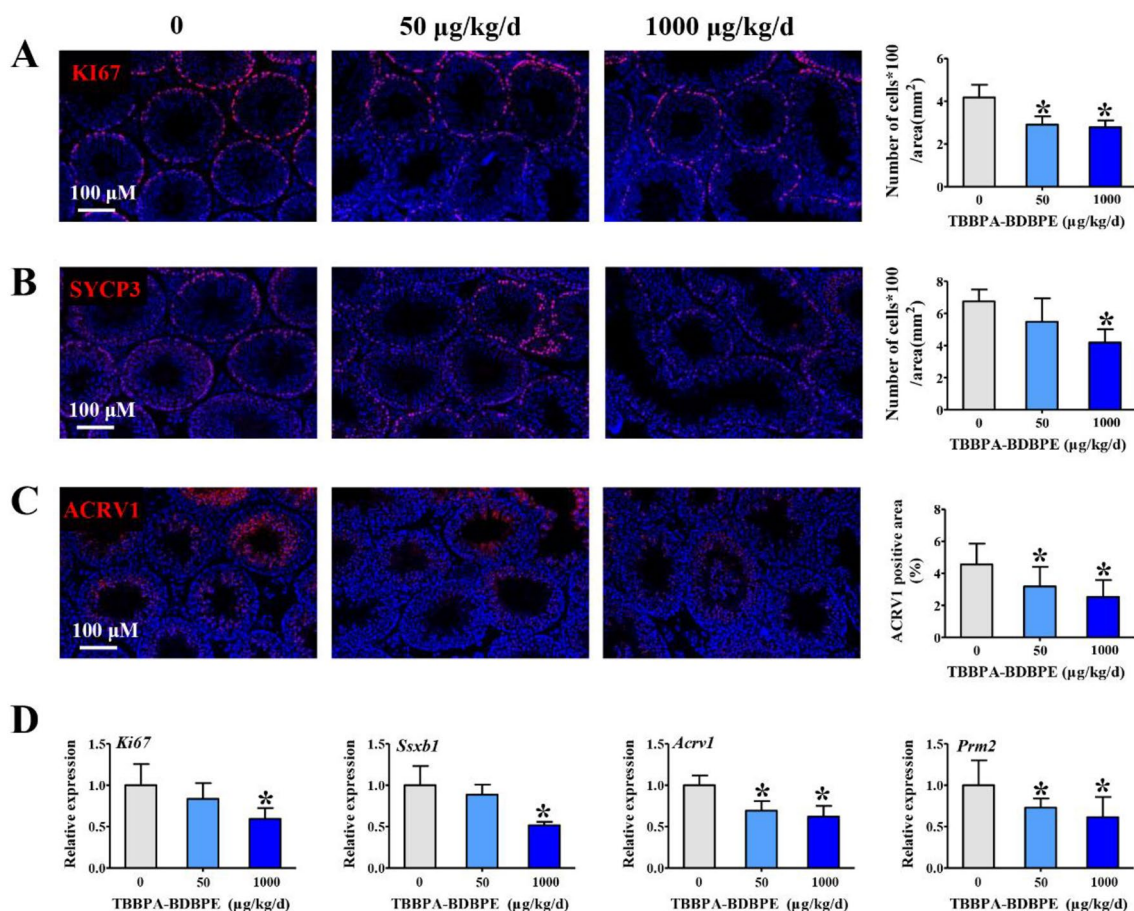 0
50 µg/kg/d
1000 µg/kg/d
A
KI67
100 µM
Number of cells*100
/area(mm²)
6
4
2
0
*
*
0
50
1000
TBBPA-BDBPE (µg/kg/d)
B
SYCP3
100 µM
Number of cells*100
/area(mm²)
8
6
4
2
0
*
0
50
1000
TBBPA-BDBPE (µg/kg/d)
C
ACRV1
100 µM
ACRV1 positive area
(%)
8
6
4
2
0
*
*
0
50
1000
TBBPA-BDBPE (µg/kg/d)
D
Relative expression
1.5
1.0
0.5
0.0
Ki67
*
0
50
1000
TBBPA-BDBPE (µg/kg/d)
Relative expression
1.5
1.0
0.5
0.0
Ssxb1
*
0
50
1000
TBBPA-BDBPE (µg/kg/d)
Relative expression
1.5
1.0
0.5
0.0
Acrv1
*
*
0
50
1000
TBBPA-BDBPE (µg/kg/d)
Relative expression
1.5
1.0
0.5
0.0
Prm2
*
*
0
50
1000
TBBPA-BDBPE (µg/kg/d)